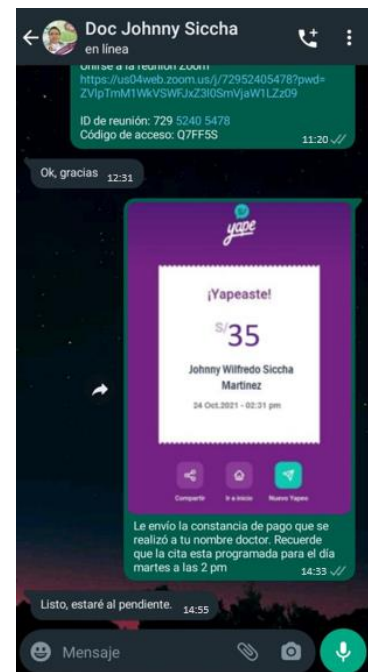 Doc Johnny Siccha
en línea
Unirse a la reunión Zoom
https://us04web.zoom.us/j/72952405478?pwd=
ZVlpTmM1WkVSWFJxZ3l0SmVjaW1LZz09
ID de reunión: 729 5240 5478
Código de acceso: Q7FF5S
11:20
Ok, gracias 12:31
yape
¡Yapeaste!
S/35
Johnny Wilfredo Siccha
Martinez
24 Oct.2021 - 02:31 pm
Compartir Ir a inicio Nuevo Yapeo
Le envío la constancia de pago que se
realizó a tu nombre doctor. Recuerde
que la cita esta programada para el día
martes a las 2 pm
14:33
Listo, estaré al pendiente. 14:55
Mensaje